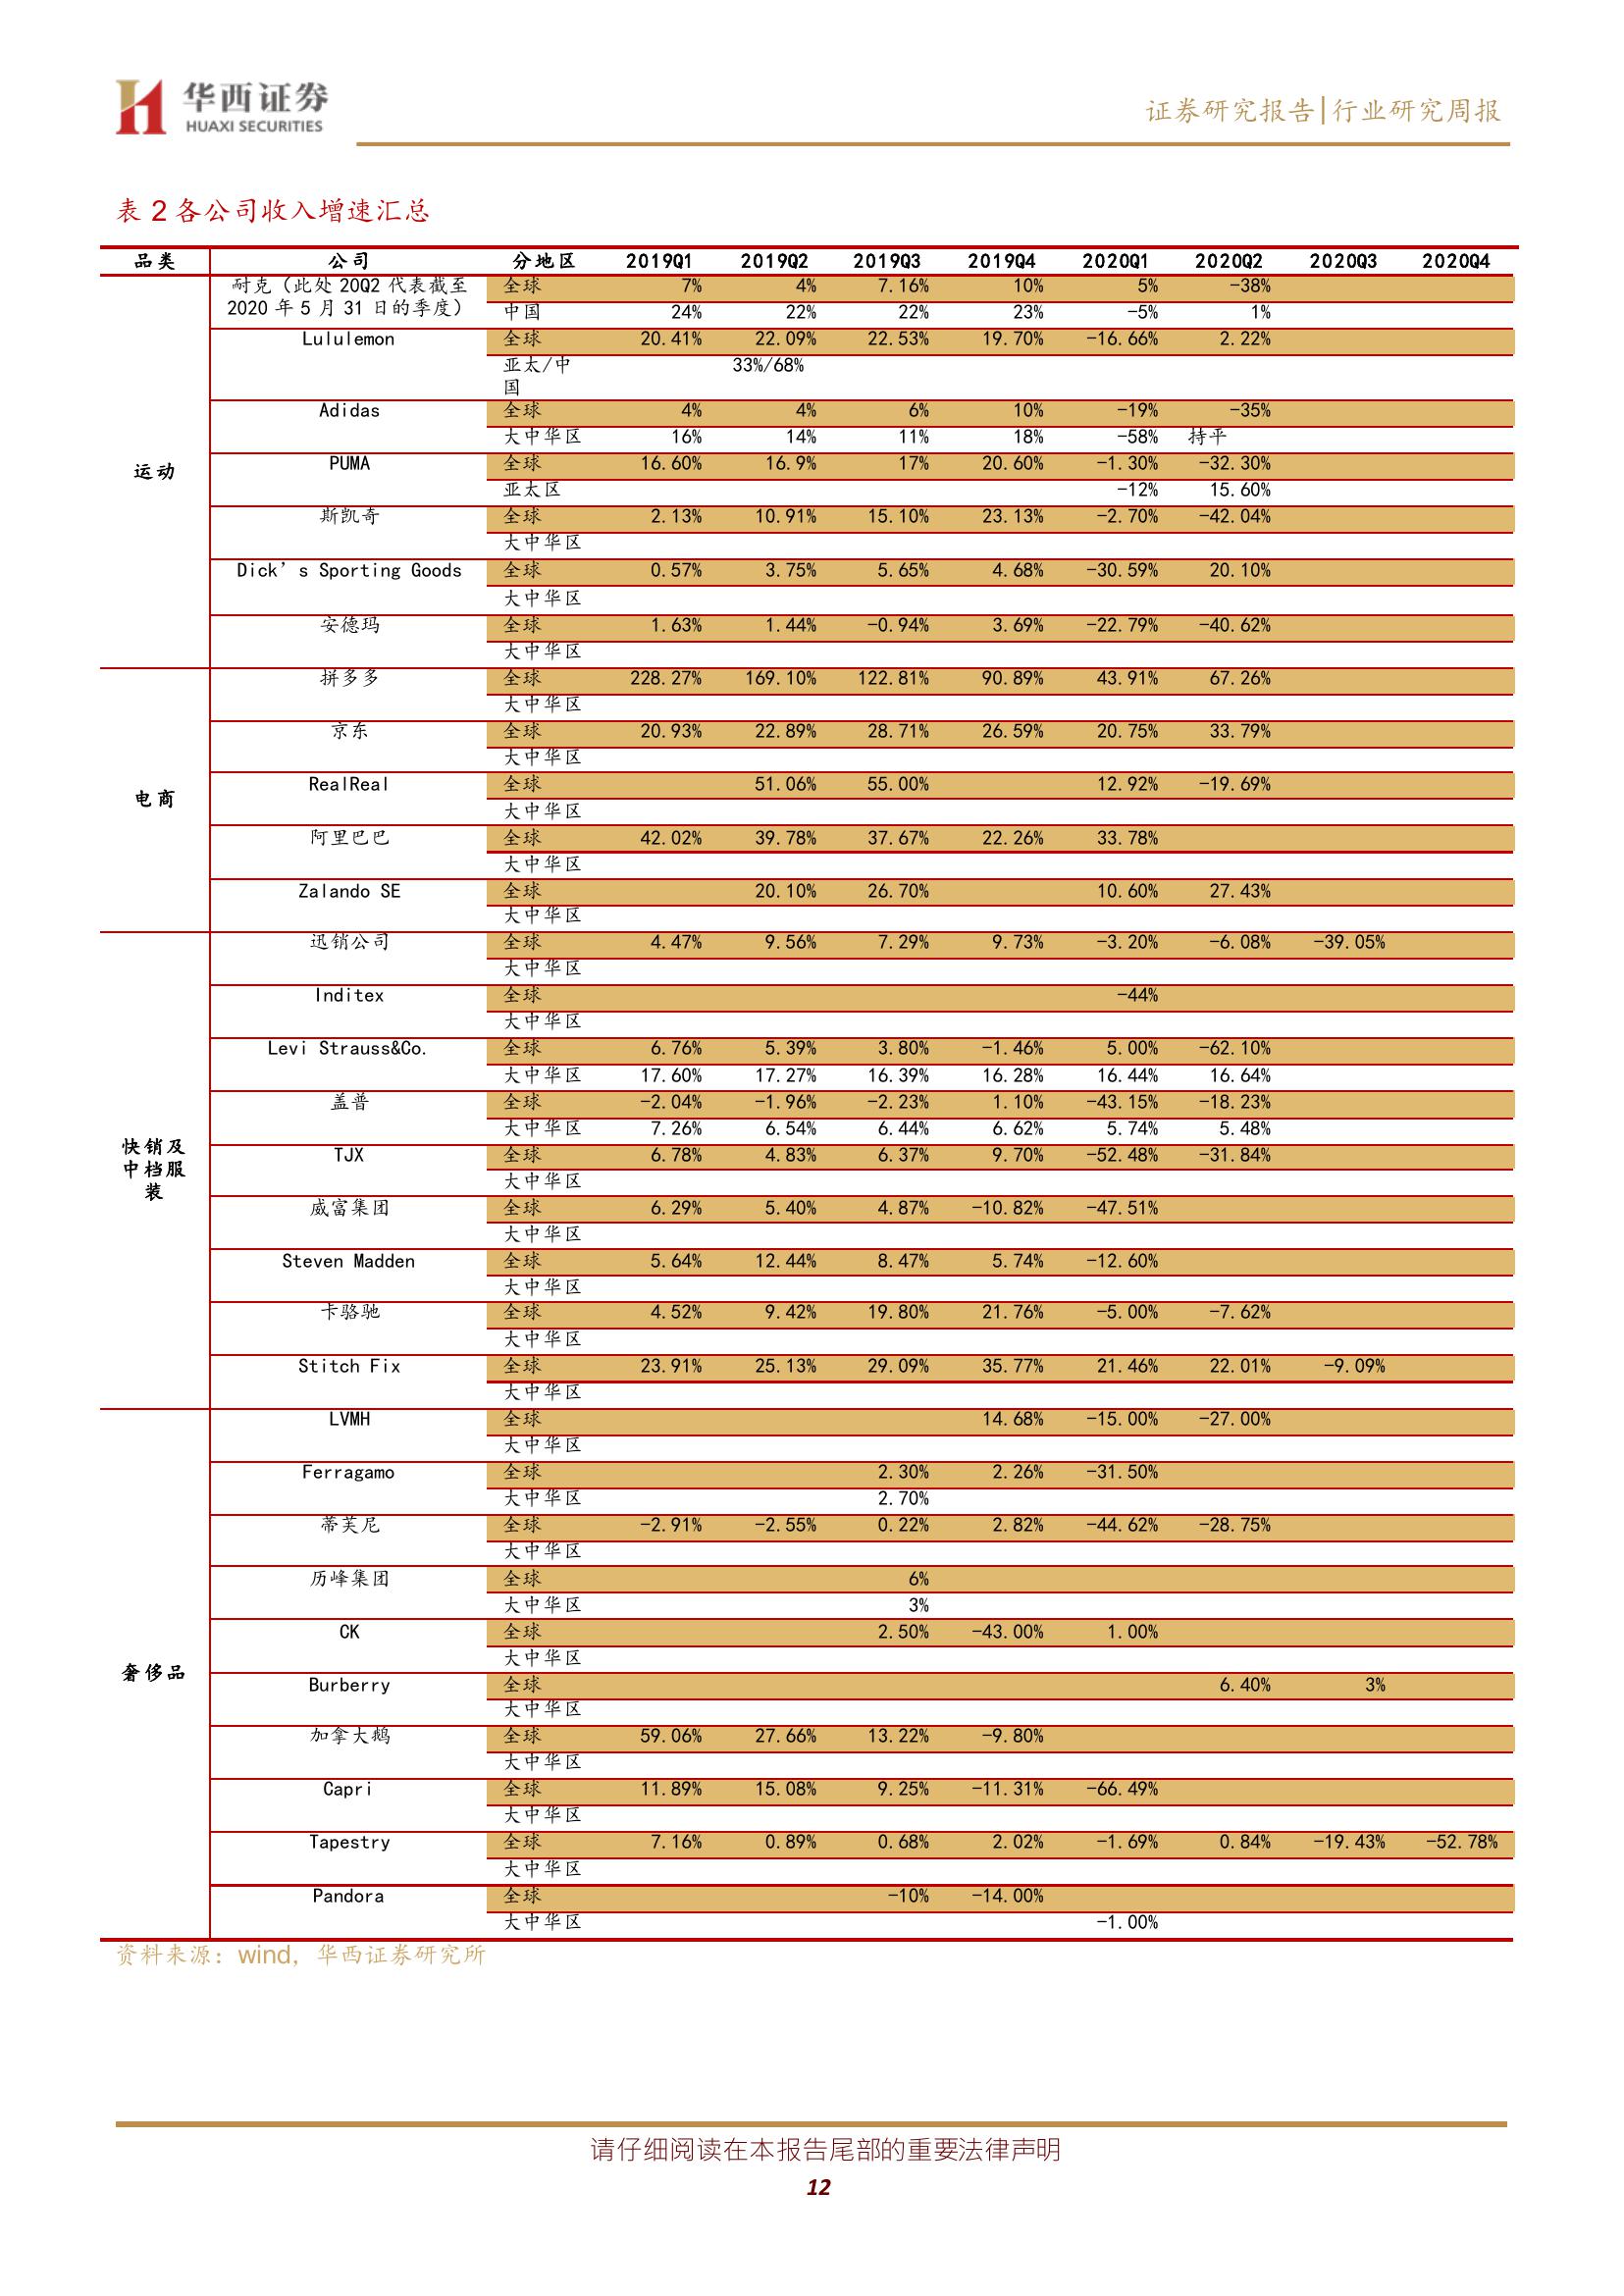 华西证券
HUAXI SECURITIES
证券研究报告|行业研究周报
表 2 各公司收入增速汇总
品类 公司 分地区 2019Q1 2019Q2 2019Q3 2019Q4 2020Q1 2020Q2 2020Q3 2020Q4
运动
耐克（此处 20Q2 代表截至 全球 7% 4% 7.16% 10% 5% -38%
2020 年 5 月 31 日的季度） 中国 24% 22% 22% 23% -5% 1%
Lululemon 全球 20.41% 22.09% 22.53% 19.70% -16.66% 2.22%
亚太/中 33%/68%
国
Adidas 全球 4% 4% 6% 10% -19% -35%
大中华区 16% 14% 11% 18% -58% 持平
PUMA 全球 16.60% 16.9% 17% 20.60% -1.30% -32.30%
亚太区 -12% 15.60%
斯凯奇 全球 2.13% 10.91% 15.10% 23.13% -2.70% -42.04%
大中华区
Dick’s Sporting Goods 全球 0.57% 3.75% 5.65% 4.68% -30.59% 20.10%
大中华区
安德玛 全球 1.63% 1.44% -0.94% 3.69% -22.79% -40.62%
大中华区
电商
拼多多 全球 228.27% 169.10% 122.81% 90.89% 43.91% 67.26%
大中华区
京东 全球 20.93% 22.89% 28.71% 26.59% 20.75% 33.79%
大中华区
RealReal 全球 51.06% 55.00% 12.92% -19.69%
大中华区
阿里巴巴 全球 42.02% 39.78% 37.67% 22.26% 33.78%
大中华区
Zalando SE 全球 20.10% 26.70% 10.60% 27.43%
大中华区
快销及
中档服
装
迅销公司 全球 4.47% 9.56% 7.29% 9.73% -3.20% -6.08% -39.05%
大中华区
Inditex 全球 -44%
大中华区
Levi Strauss&Co. 全球 6.76% 5.39% 3.80% -1.46% 5.00% -62.10%
大中华区 17.60% 17.27% 16.39% 16.28% 16.44% 16.64%
盖普 全球 -2.04% -1.96% -2.23% 1.10% -43.15% -18.23%
大中华区 7.26% 6.54% 6.44% 6.62% 5.74% 5.48%
TJX 全球 6.78% 4.83% 6.37% 9.70% -52.48% -31.84%
大中华区
威富集团 全球 6.29% 5.40% 4.87% -10.82% -47.51%
大中华区
Steven Madden 全球 5.64% 12.44% 8.47% 5.74% -12.60%
大中华区
卡骆驰 全球 4.52% 9.42% 19.80% 21.76% -5.00% -7.62%
大中华区
Stitch Fix 全球 23.91% 25.13% 29.09% 35.77% 21.46% 22.01% -9.09%
大中华区
奢侈品
LVMH 全球 14.68% -15.00% -27.00%
大中华区
Ferragamo 全球 2.30% 2.26% -31.50%
大中华区 2.70%
蒂芙尼 全球 -2.91% -2.55% 0.22% 2.82% -44.62% -28.75%
大中华区
历峰集团 全球 6%
大中华区 3%
CK 全球 2.50% -43.00% 1.00%
大中华区
Burberry 全球 6.40% 3%
大中华区
加拿大鹅 全球 59.06% 27.66% 13.22% -9.80%
大中华区
Capri 全球 11.89% 15.08% 9.25% -11.31% -66.49%
大中华区
Tapestry 全球 7.16% 0.89% 0.68% 2.02% -1.69% 0.84% -19.43% -52.78%
大中华区
Pandora 全球 -10% -14.00%
大中华区 -1.00%
资料来源：wind，华西证券研究所
请仔细阅读在本报告尾部的重要法律声明
12